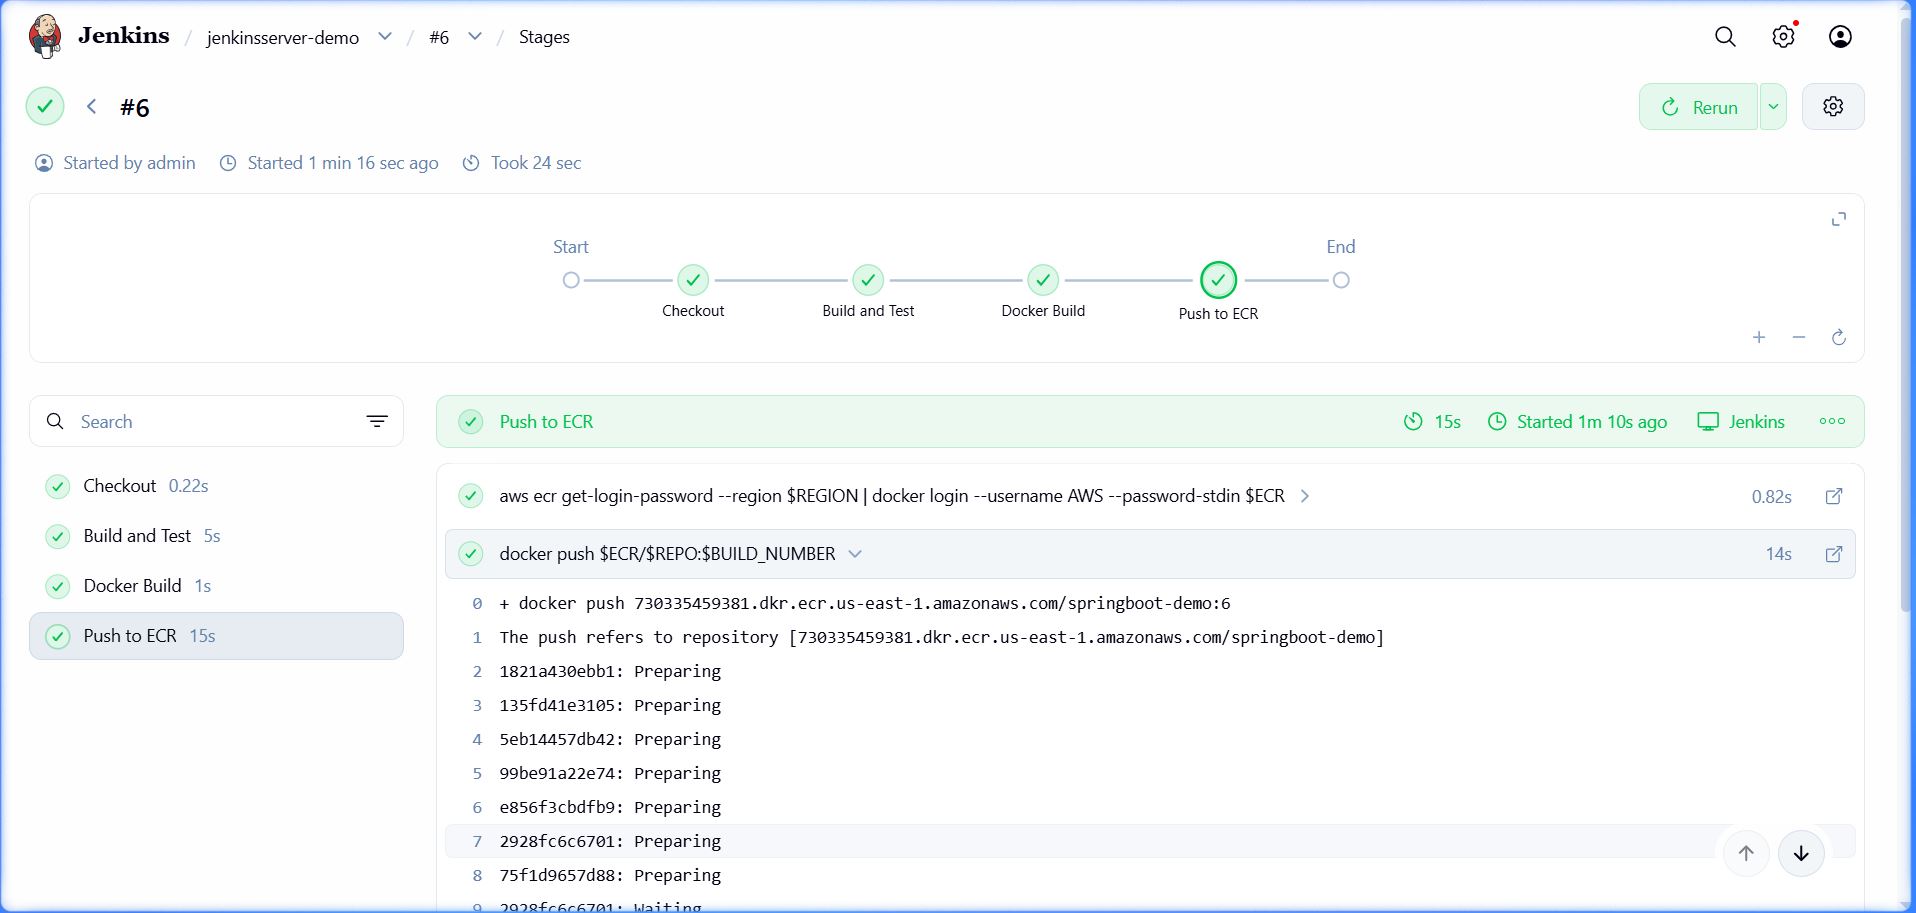 Jenkins / jenkinsserver-demo / #6 / Stages
#6
Rerun
Started by admin Started 1 min 16 sec ago Took 24 sec
Start End
Checkout Build and Test Docker Build Push to ECR
Search
Checkout 0.22s
Build and Test 5s
Docker Build 1s
Push to ECR 15s
Push to ECR 15s Started 1m 10s ago Jenkins
aws ecr get-login-password --region $REGION | docker login --username AWS --password-stdin $ECR 0.82s
docker push $ECR/$REPO:$BUILD_NUMBER 14s
0 + docker push 730335459381.dkr.ecr.us-east-1.amazonaws.com/springboot-demo:6
1 The push refers to repository [730335459381.dkr.ecr.us-east-1.amazonaws.com/springboot-demo]
2 1821a430ebb1: Preparing
3 135fd41e3105: Preparing
4 5eb14457db42: Preparing
5 99be91a22e74: Preparing
6 e856f3cbdfb9: Preparing
7 2928fc6c6701: Preparing
8 75f1d9657d88: Preparing
9 2928fc6c6701: Waiting